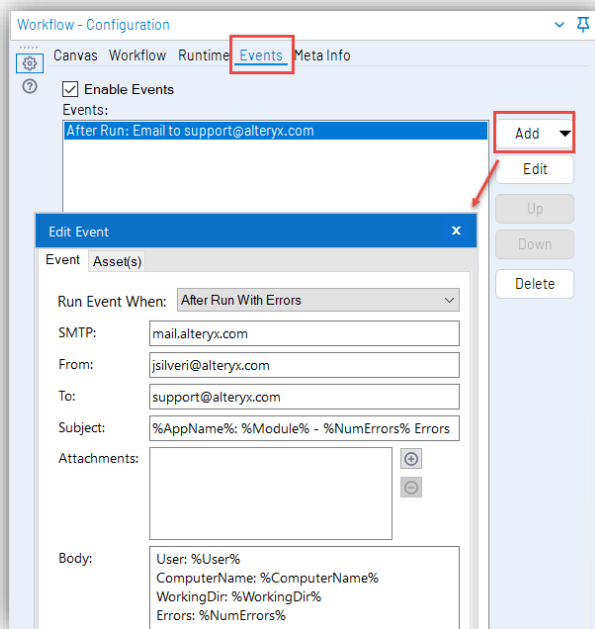 Workflow - Configuration
Canvas Workflow Runtime Events Meta Info
Enable Events
Events:
After Run: Email to support@alteryx.com
Add
Edit
Up
Down
Delete
Edit Event x
Event Asset(s)
Run Event When: After Run With Errors
SMTP: mail.alteryx.com
From: jsilveri@alteryx.com
To: support@alteryx.com
Subject: %AppName%: %Module% - %NumErrors% Errors
Attachments:
Body: User: %User%
ComputerName: %ComputerName%
WorkingDir: %WorkingDir%
Errors: %NumErrors%